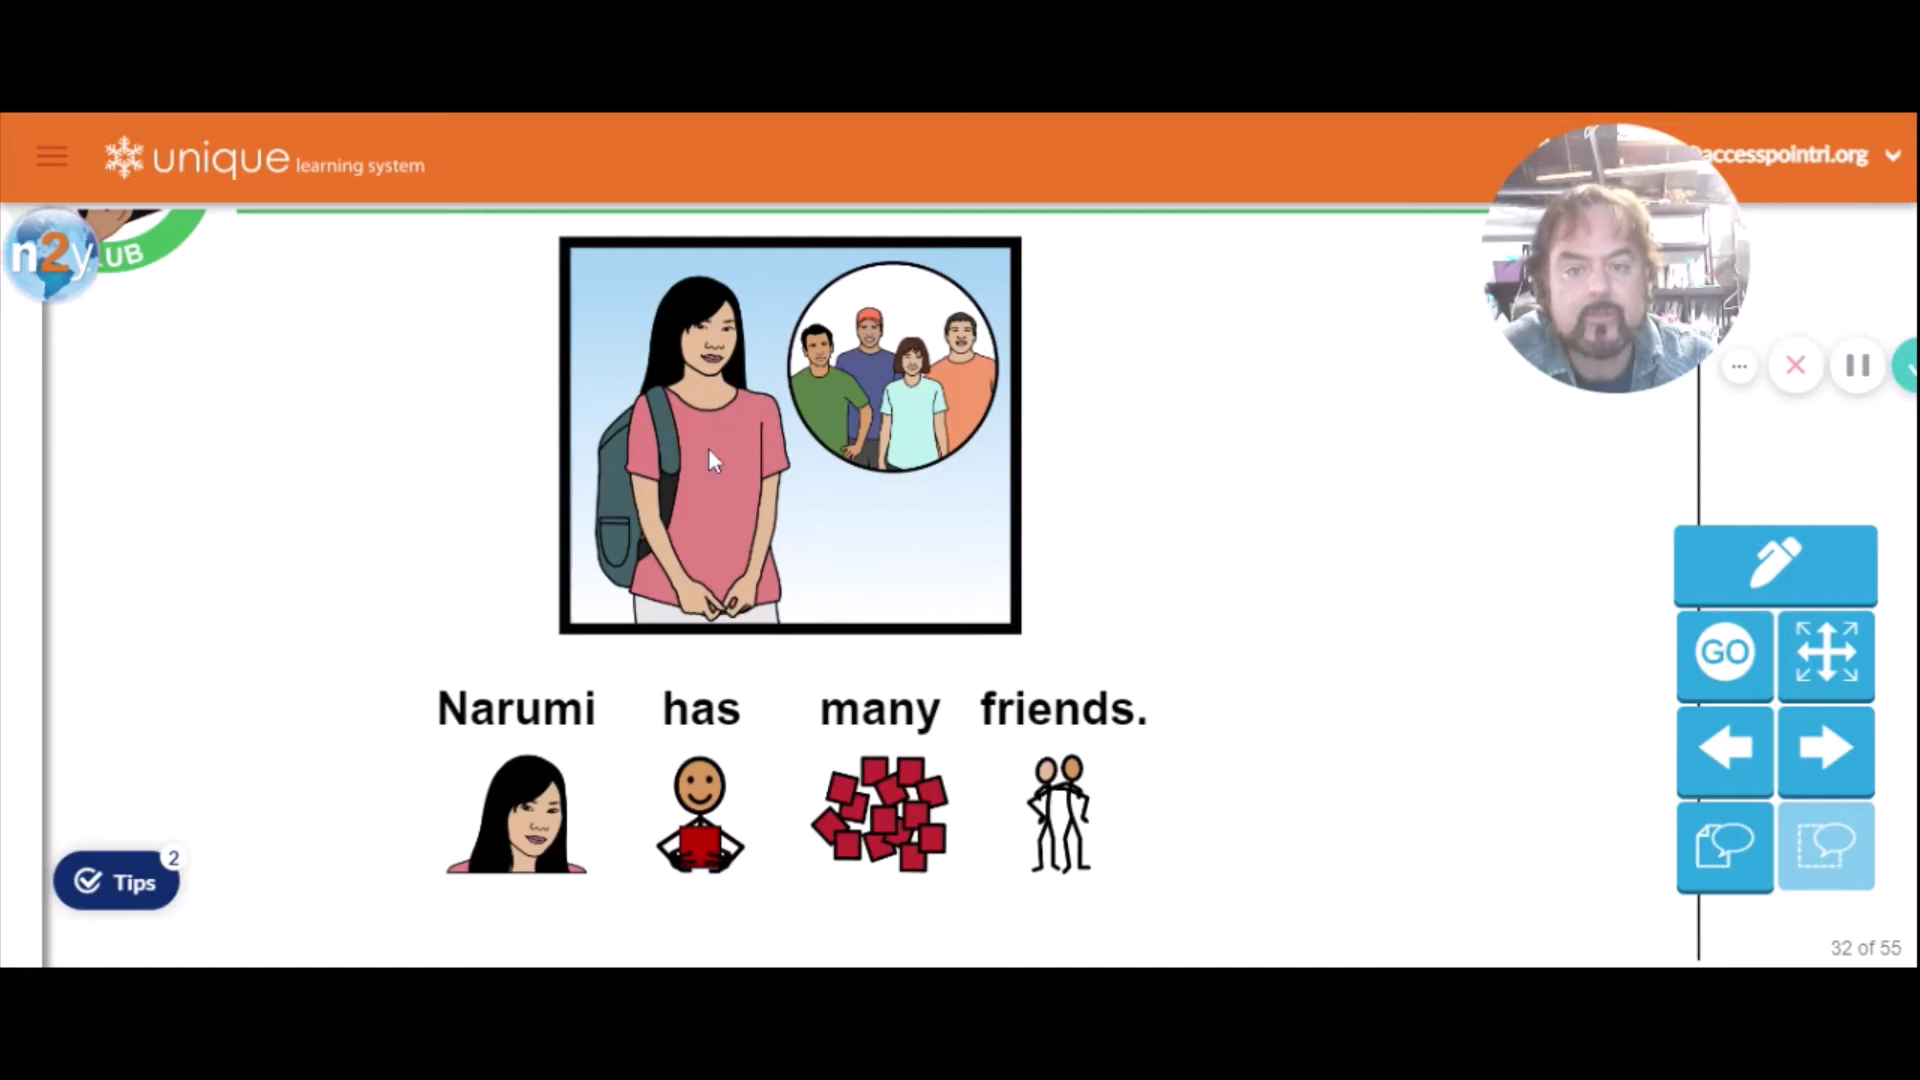 unique learning system
@accesspointri.org
n2y
UB
Narumi has many friends.
GO
2
Tips
32 of 55